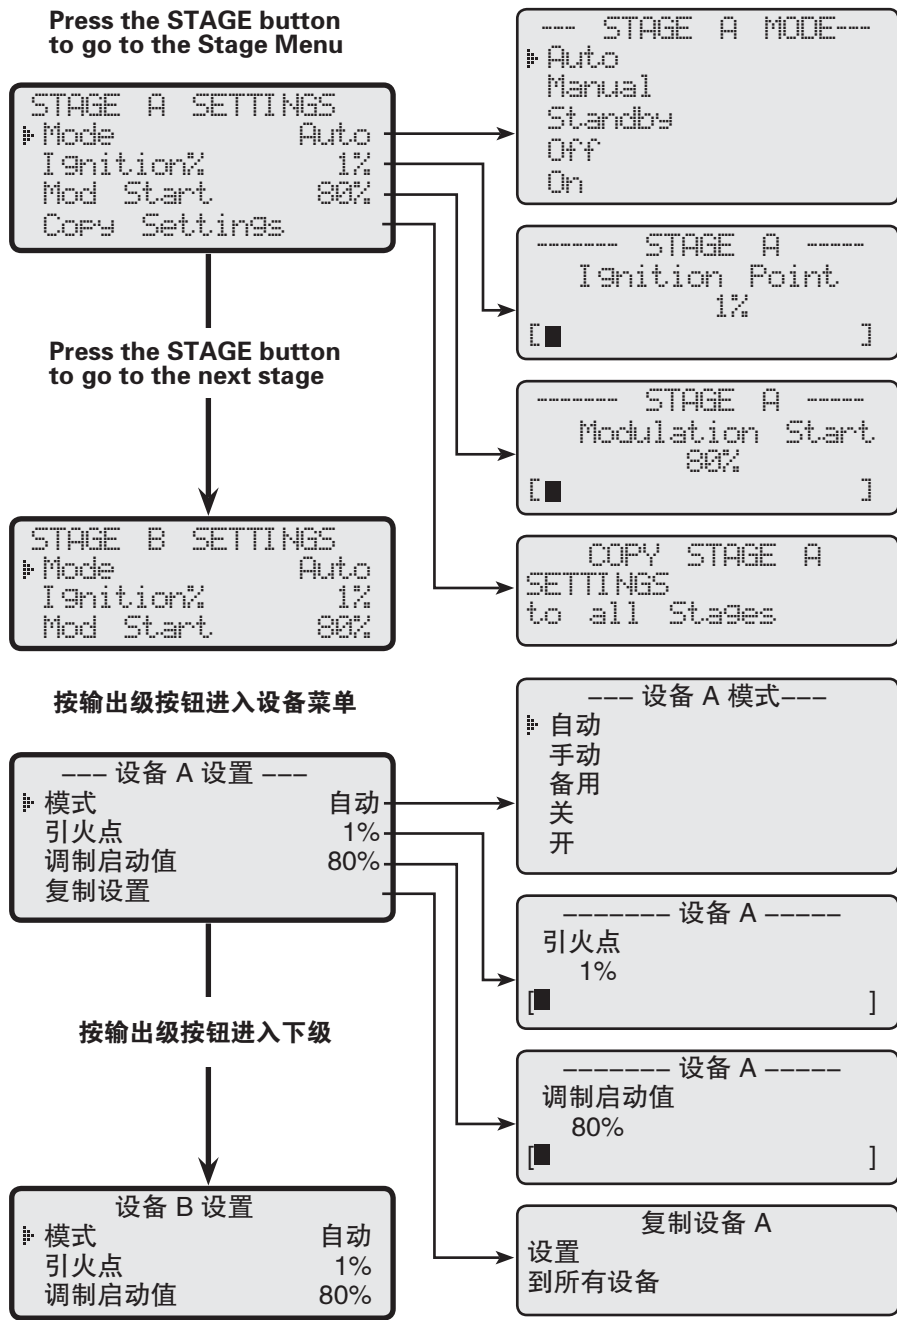 Press the STAGE button
to go to the Stage Menu
STAGE A SETTINGS
Mode Auto
Ignition% 1%
Mod Start 80%
Copy Settings
Press the STAGE button
to go to the next stage
STAGE B SETTINGS
Mode Auto
Ignition% 1%
Mod Start 80%
--- STAGE A MODE---
Auto
Manual
Standby
Off
On
------- STAGE A -----
Ignition Point
1%
[■ ]
------- STAGE A -----
Modulation Start
80%
[■ ]
COPY STAGE A
SETTINGS
to all Stages
按输出级按钮进入设备菜单
--- 设备 A 设置 ---
模式 自动
引火点 1%
调制启动值 80%
复制设置
按输出级按钮进入下级
设备 B 设置
模式 自动
引火点 1%
调制启动值 80%
--- 设备 A 模式---
自动
手动
备用
关
开
------- 设备 A -----
引火点
1%
[■ ]
------- 设备 A -----
调制启动值
80%
[■ ]
复制设备 A
设置
到所有设备